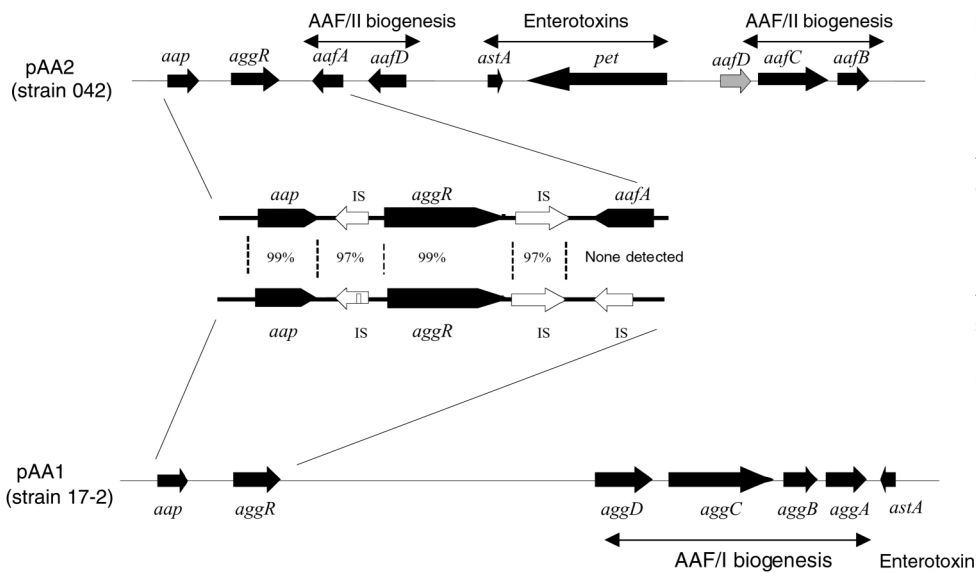 AAF/II biogenesis Enterotoxins AAF/II biogenesis
aap aggR aafA aafD astA pet aafD aafC aafB
pAA2
(strain 042)
aap IS aggR IS aafA
99% 97% 99% 97% None detected
aap IS aggR IS IS
pAA1
(strain 17-2)
aap aggR aggD aggC aggB aggA astA
AAF/I biogenesis Enterotoxin